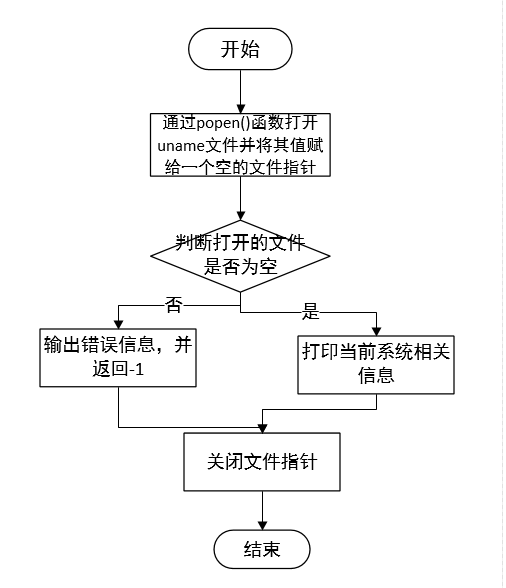 开始
通过popen()函数打开
uname文件并将其值赋
给一个空的文件指针
判断打开的文件
是否为空
否
是
输出错误信息，并
返回-1
打印当前系统相关
信息
关闭文件指针
结束